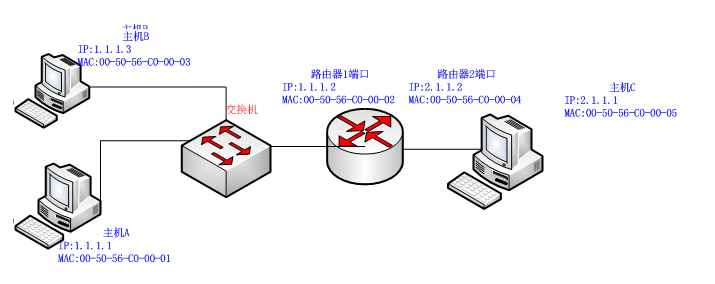 主机B
IP:1.1.1.3
MAC:00-50-56-C0-00-03
交换机
路由器1端口
IP:1.1.1.2
MAC:00-50-56-C0-00-02
路由器2端口
IP:2.1.1.2
MAC:00-50-56-C0-00-04
主机C
IP:2.1.1.1
MAC:00-50-56-C0-00-05
主机A
IP:1.1.1.1
MAC:00-50-56-C0-00-01